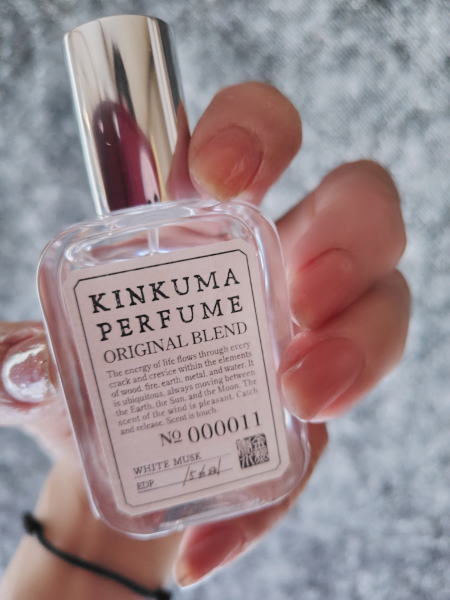 KINKUMA
PERFUME
ORIGINAL BLEND
The energy of life flows through every
crack and crevice within the elements
of wood, fire, earth, metal, and water. It
is ubiquitous, always moving between
the Earth, the Sun, and the Moon. The
scent of the wind is pleasant. Catch
and release. Scent is touch.
No 000011
WHITE MUSK
EDP